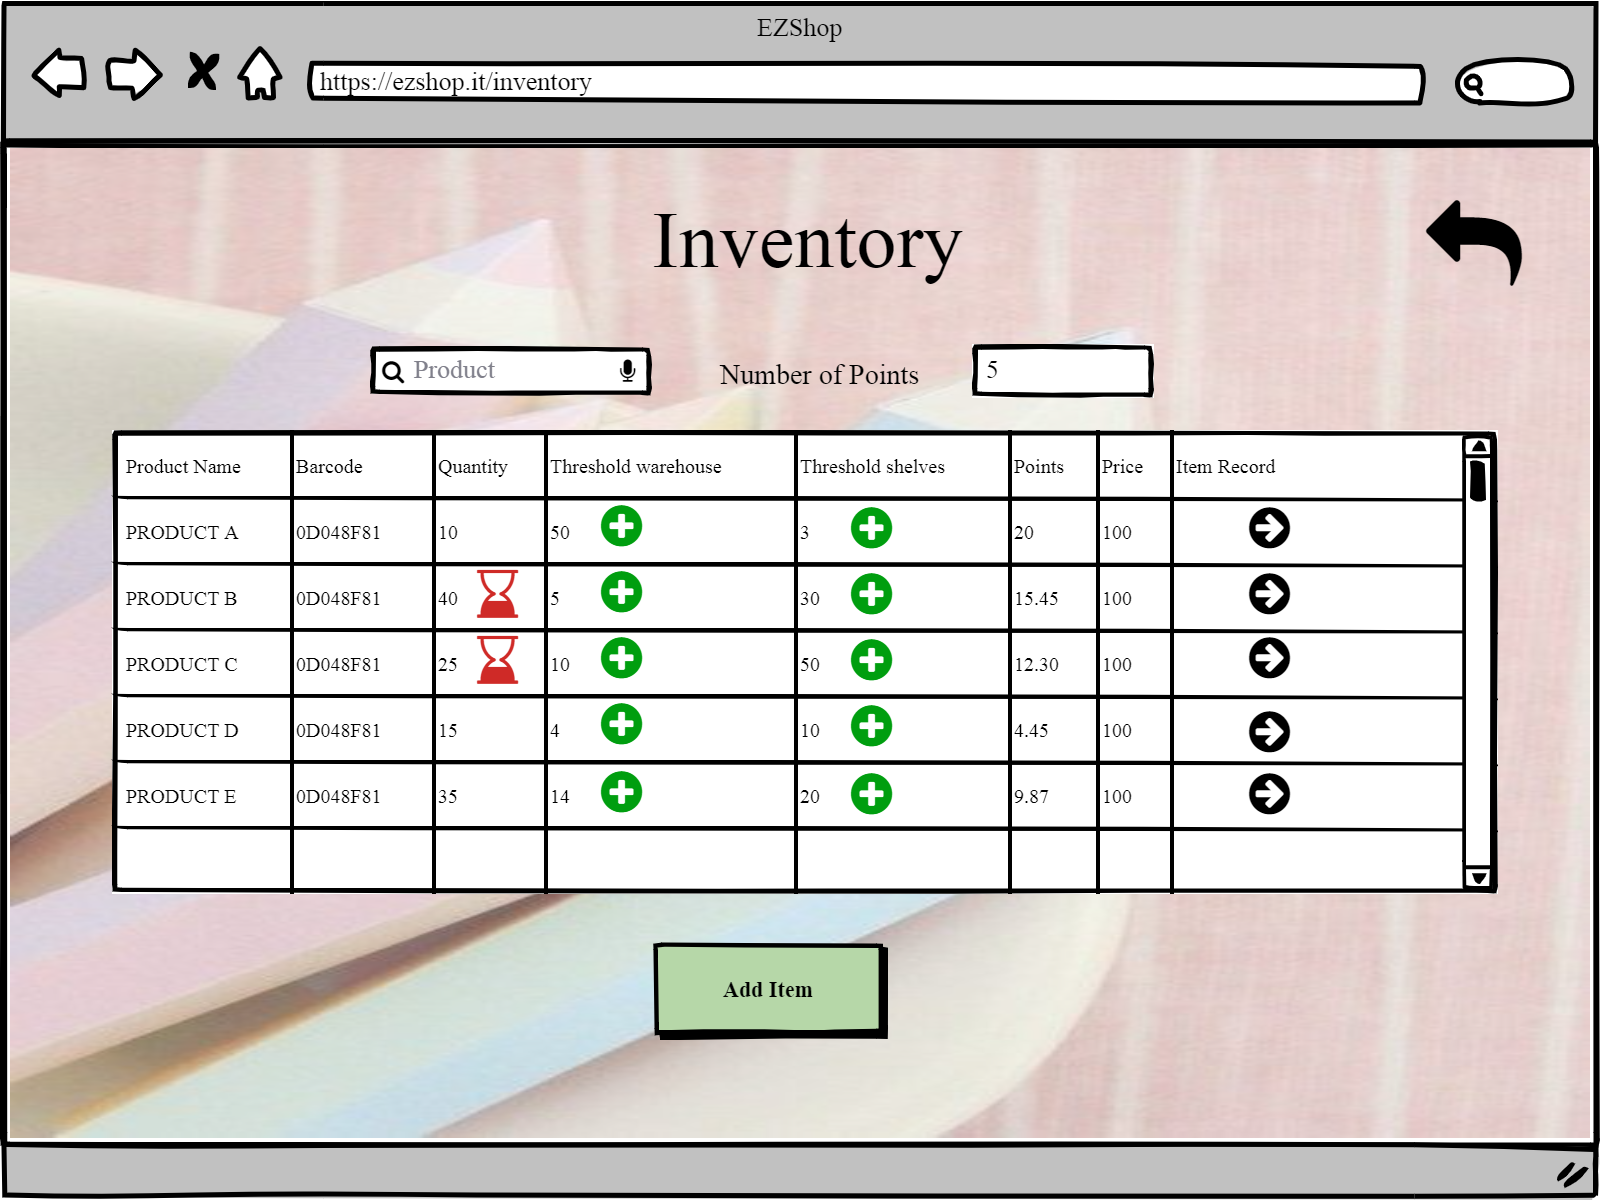 EZShop
https://ezshop.it/inventory
Inventory
Product
Number of Points
5
Product Name Barcode Quantity Threshold warehouse Threshold shelves Points Price Item Record
PRODUCT A 0D048F81 10 50 3 20 100
PRODUCT B 0D048F81 40 5 30 15.45 100
PRODUCT C 0D048F81 25 10 50 12.30 100
PRODUCT D 0D048F81 15 4 10 4.45 100
PRODUCT E 0D048F81 35 14 20 9.87 100
Add Item